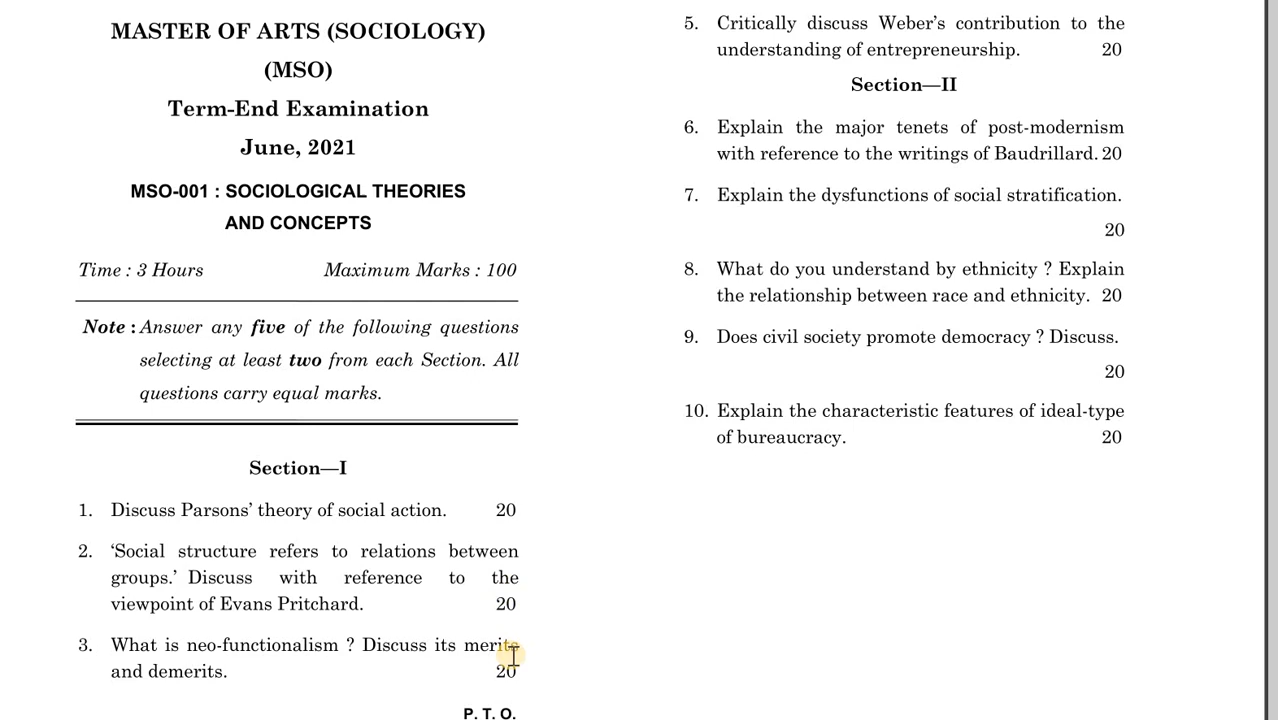 MASTER OF ARTS (SOCIOLOGY)
(MSO)
Term-End Examination
June, 2021
MSO-001 : SOCIOLOGICAL THEORIES
AND CONCEPTS
Time : 3 Hours Maximum Marks : 100
Note : Answer any five of the following questions
selecting at least two from each Section. All
questions carry equal marks.
Section—I
1. Discuss Parsons’ theory of social action. 20
2. ‘Social structure refers to relations between
groups.’ Discuss with reference to the
viewpoint of Evans Pritchard. 20
3. What is neo-functionalism ? Discuss its merits
and demerits. 20
P. T. O.
5. Critically discuss Weber’s contribution to the
understanding of entrepreneurship. 20
Section—II
6. Explain the major tenets of post-modernism
with reference to the writings of Baudrillard. 20
7. Explain the dysfunctions of social stratification.
20
8. What do you understand by ethnicity ? Explain
the relationship between race and ethnicity. 20
9. Does civil society promote democracy ? Discuss.
20
10. Explain the characteristic features of ideal-type
of bureaucracy. 20